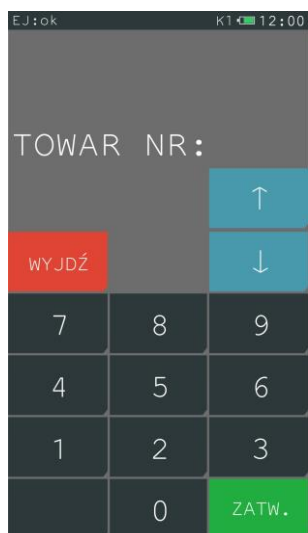 EJ:ok K1 12:00
TOWAR NR:
↑
WYJDŹ ↓
7 8 9
4 5 6
1 2 3
0 ZATW.